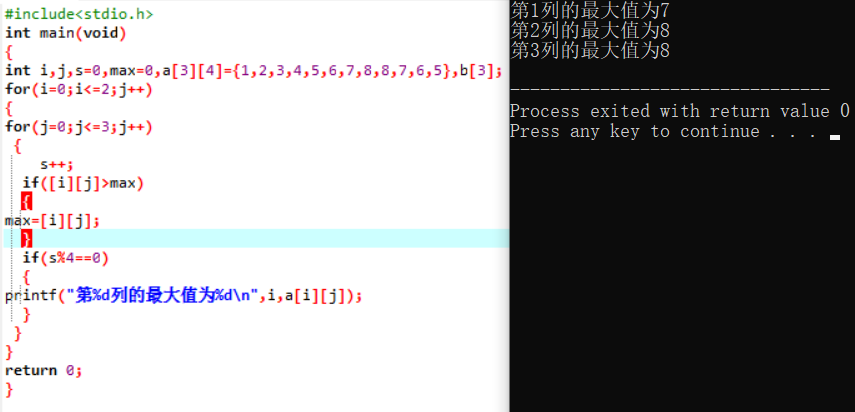 #include<stdio.h>
int main(void)
{
int i,j,s=0,max=0,a[3][4]={1,2,3,4,5,6,7,8,8,7,6,5},b[3];
for(i=0;i<=2;j++)
{
for(j=0;j<=3;j++)
{
s++;
if([i][j]>max)
{
max=[i][j];
}
if(s%4==0)
{
printf("第%d列的最大值为%d\n",i,a[i][j]);
}
}
}
return 0;
}
第1列的最大值为7
第2列的最大值为8
第3列的最大值为8
--------------------------------
Process exited with return value 0
Press any key to continue . . .